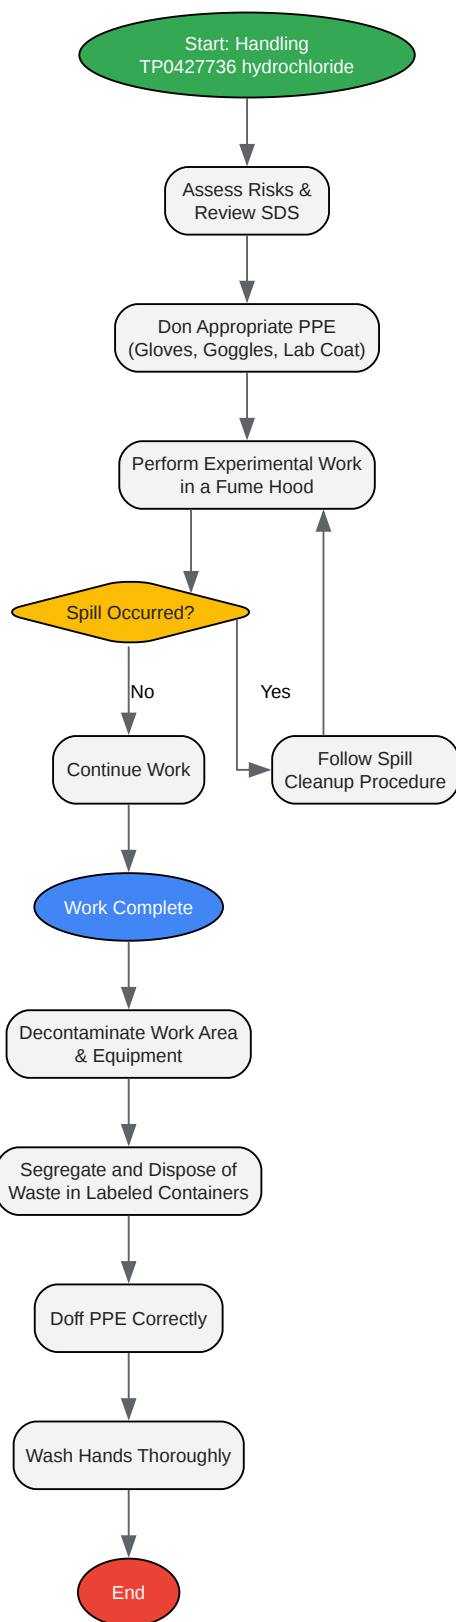 Start: Handling
TP0427736 hydrochloride
Assess Risks &
Review SDS
Don Appropriate PPE
(Gloves, Goggles, Lab Coat)
Perform Experimental Work
in a Fume Hood
Spill Occurred?
No
Yes
Continue Work
Follow Spill
Cleanup Procedure
Work Complete
Decontaminate Work Area
& Equipment
Segregate and Dispose of
Waste in Labeled Containers
Doff PPE Correctly
Wash Hands Thoroughly
End